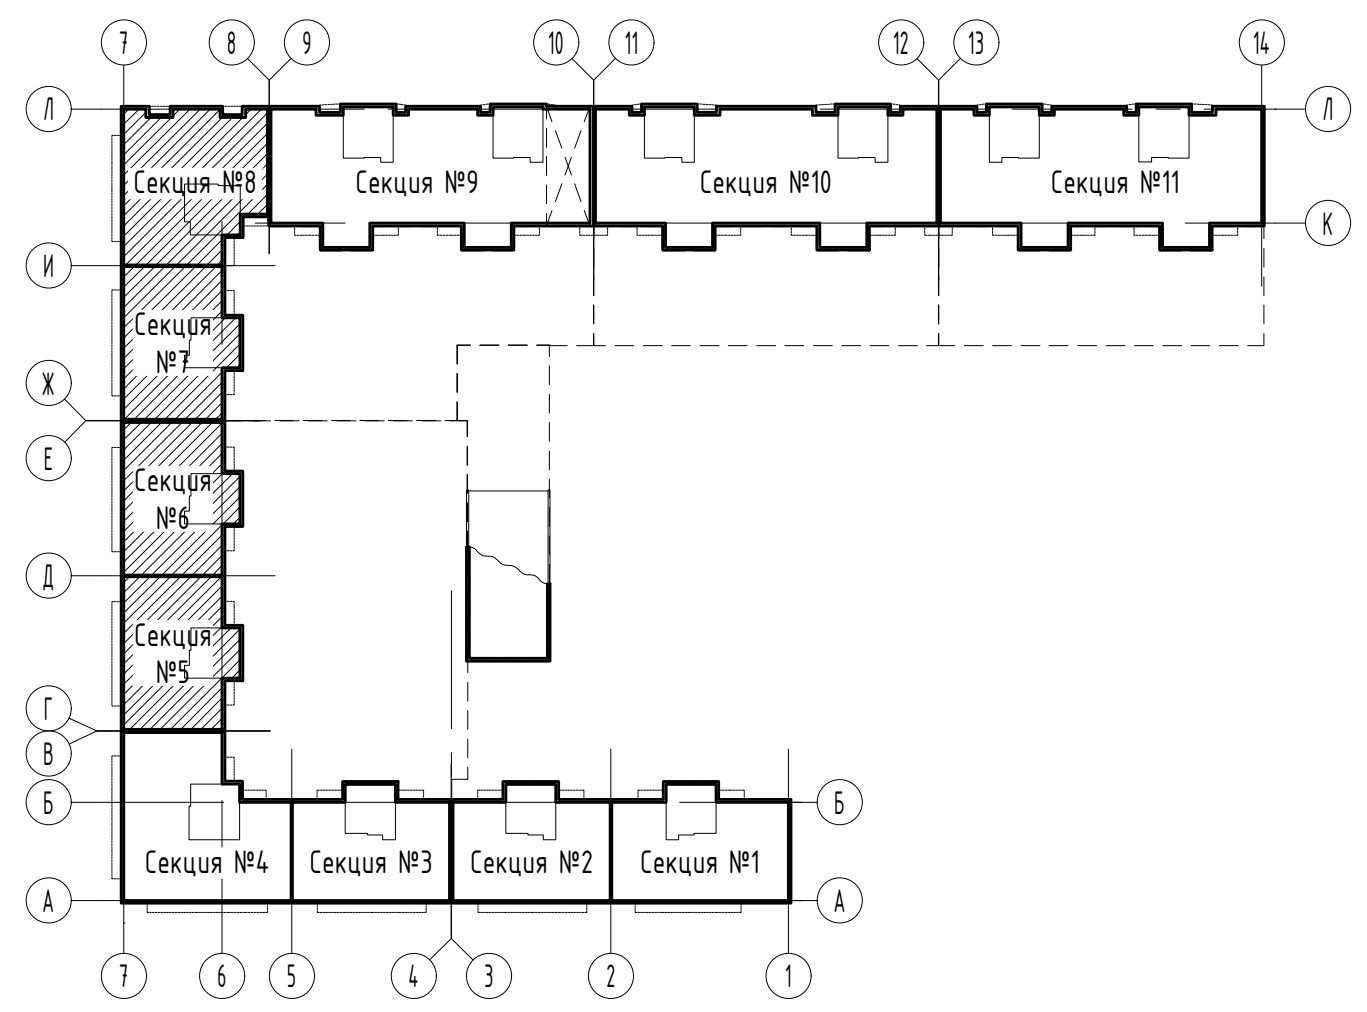 7 8 9 10 11 12 13 14
Л Л
Секция №8 Секция №9 Секция №10 Секция №11
К
И
Секция
№7
Ж
Е
Секция
№6
Д
Секция
№5
Г
В
Б Б
Секция №4 Секция №3 Секция №2 Секция №1
А А
7 6 5 4 3 2 1